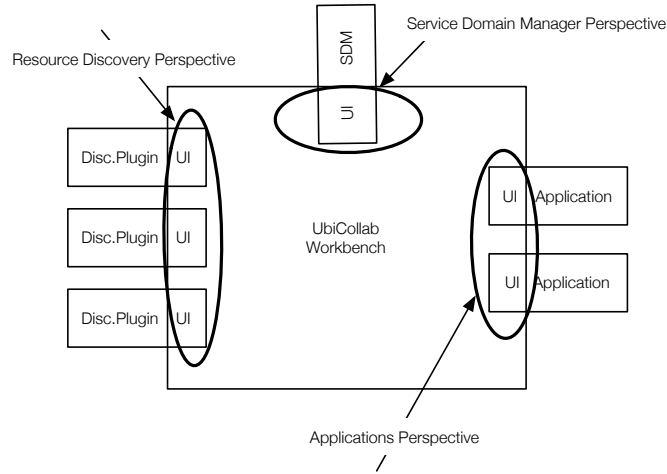 Service Domain Manager Perspective
Resource Discovery Perspective
SDM
UI
Disc.Plugin UI
Disc.Plugin UI
Disc.Plugin UI
UbiCollab
Workbench
UI Application
UI Application
Applications Perspective